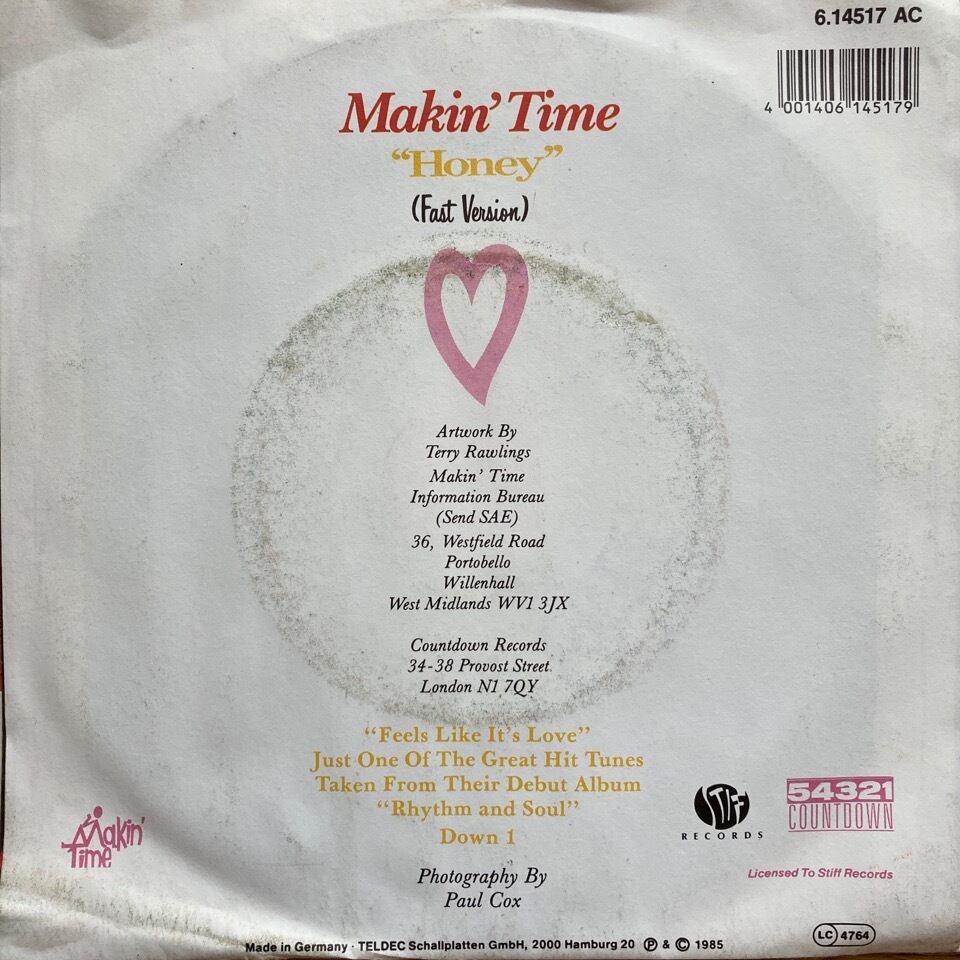 6.14517 AC
4 001406 145179
Makin' Time
“Honey”
(Fast Version)
Artwork By
Terry Rawlings
Makin' Time
Information Bureau
(Send SAE)
36, Westfield Road
Portobello
Willenhall
West Midlands WV1 3JX
Countdown Records
34-38 Provost Street
London N1 7QY
“Feels Like It's Love”
Just One Of The Great Hit Tunes
Taken From Their Debut Album
“Rhythm and Soul”
Down 1
Photography By
Paul Cox
Makin'
Time
STIFF
RECORDS
54321
COUNTDOWN
Licensed To Stiff Records
Made in Germany · TELDEC Schallplatten GmbH, 2000 Hamburg 20 ℗ & © 1985
LC 4764